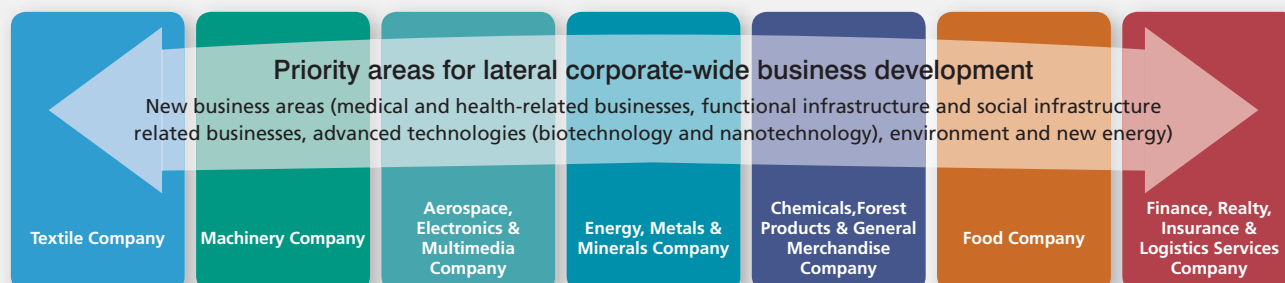 Priority areas for lateral corporate-wide business development
New business areas (medical and health-related businesses, functional infrastructure and social infrastructure
related businesses, advanced technologies (biotechnology and nanotechnology), environment and new energy)
Textile Company
Machinery Company
Aerospace,
Electronics &
Multimedia
Company
Energy, Metals &
Minerals Company
Chemicals,Forest
Products & General
Merchandise
Company
Food Company
Finance, Realty,
Insurance &
Logistics Services
Company